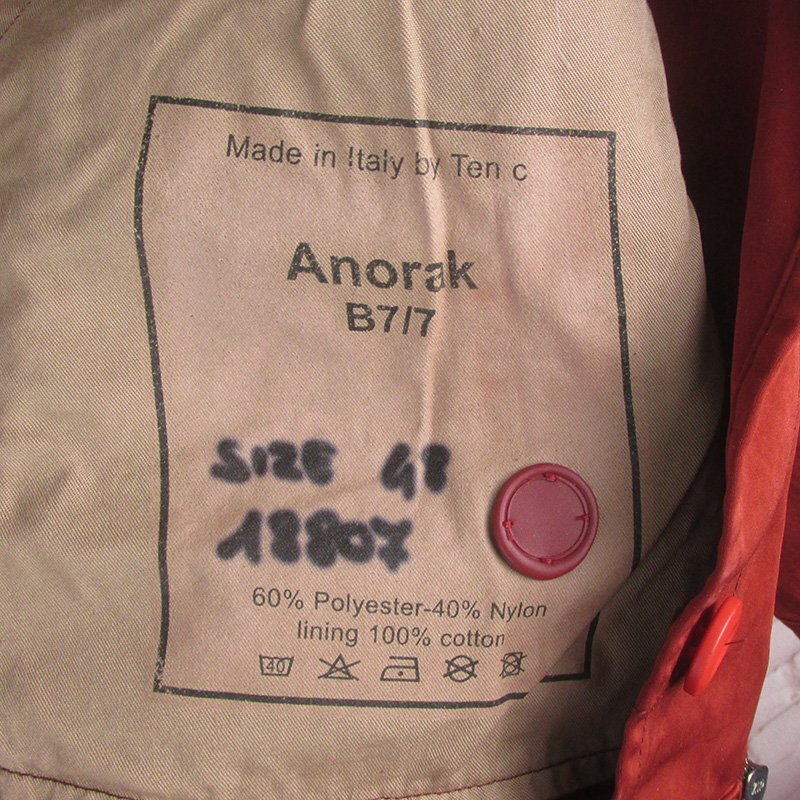 Made in Italy by Ten c
Anorak
B7/7
SIZE 48
18807
60% Polyester-40% Nylon
lining 100% cotton
40